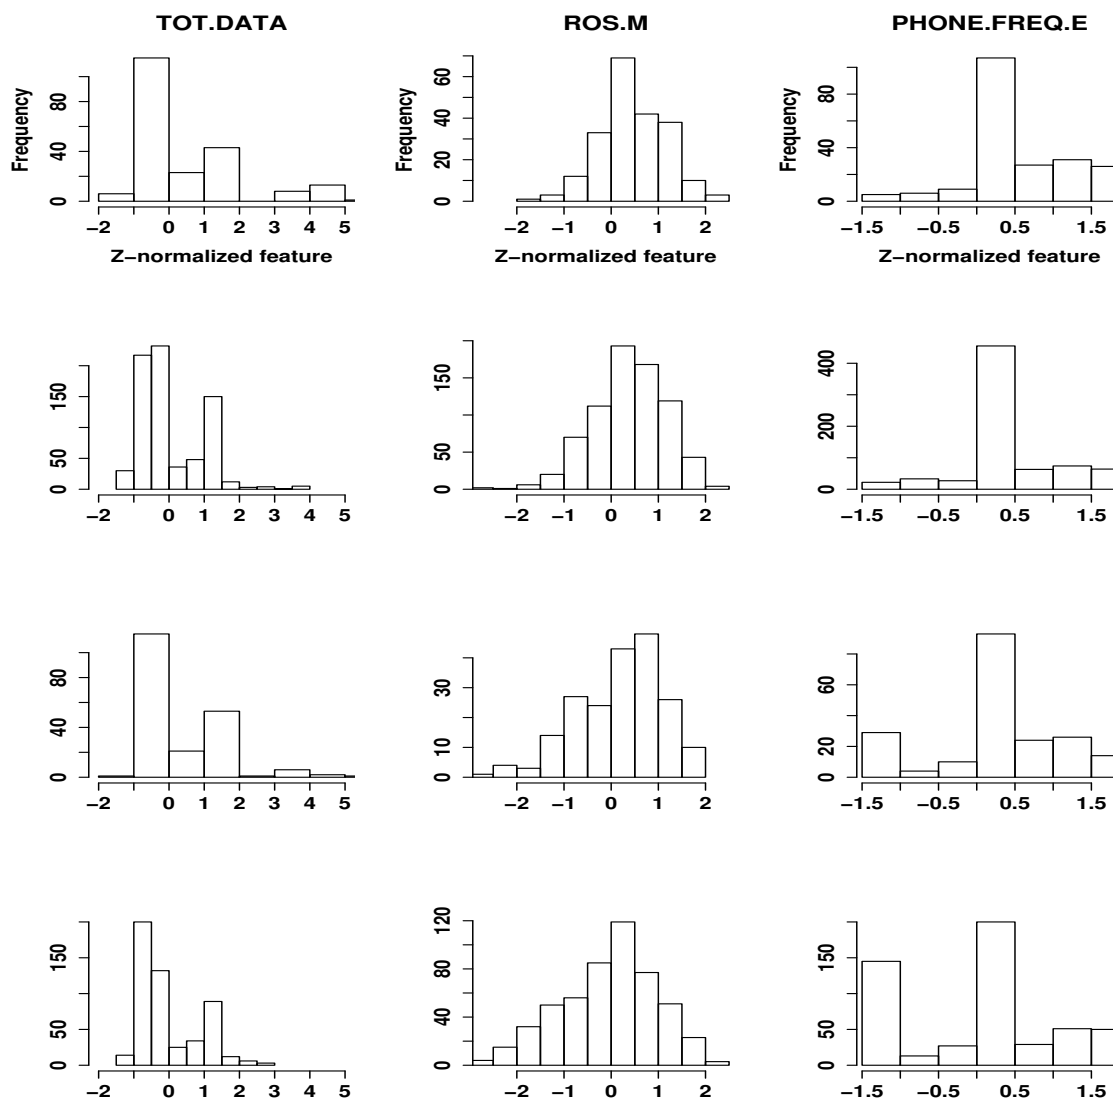 TOT.DATA ROS.M PHONE.FREQ.E
Frequency
0 40 80
−2 0 1 2 3 4 5
Z−normalized feature
Frequency
0 20 40 60
−2 −1 0 1 2
Z−normalized feature
Frequency
0 40 80
−1.5 −0.5 0.5 1.5
Z−normalized feature
0 50 150
−2 0 1 2 3 4 5
0 50 150
−2 −1 0 1 2
0 200 400
−1.5 −0.5 0.5 1.5
0 40 80
−2 0 1 2 3 4 5
0 10 30
−2 −1 0 1 2
0 20 60
−1.5 −0.5 0.5 1.5
0 50 150
−2 0 1 2 3 4 5
0 40 80 120
−2 −1 0 1 2
0 50 150
−1.5 −0.5 0.5 1.5